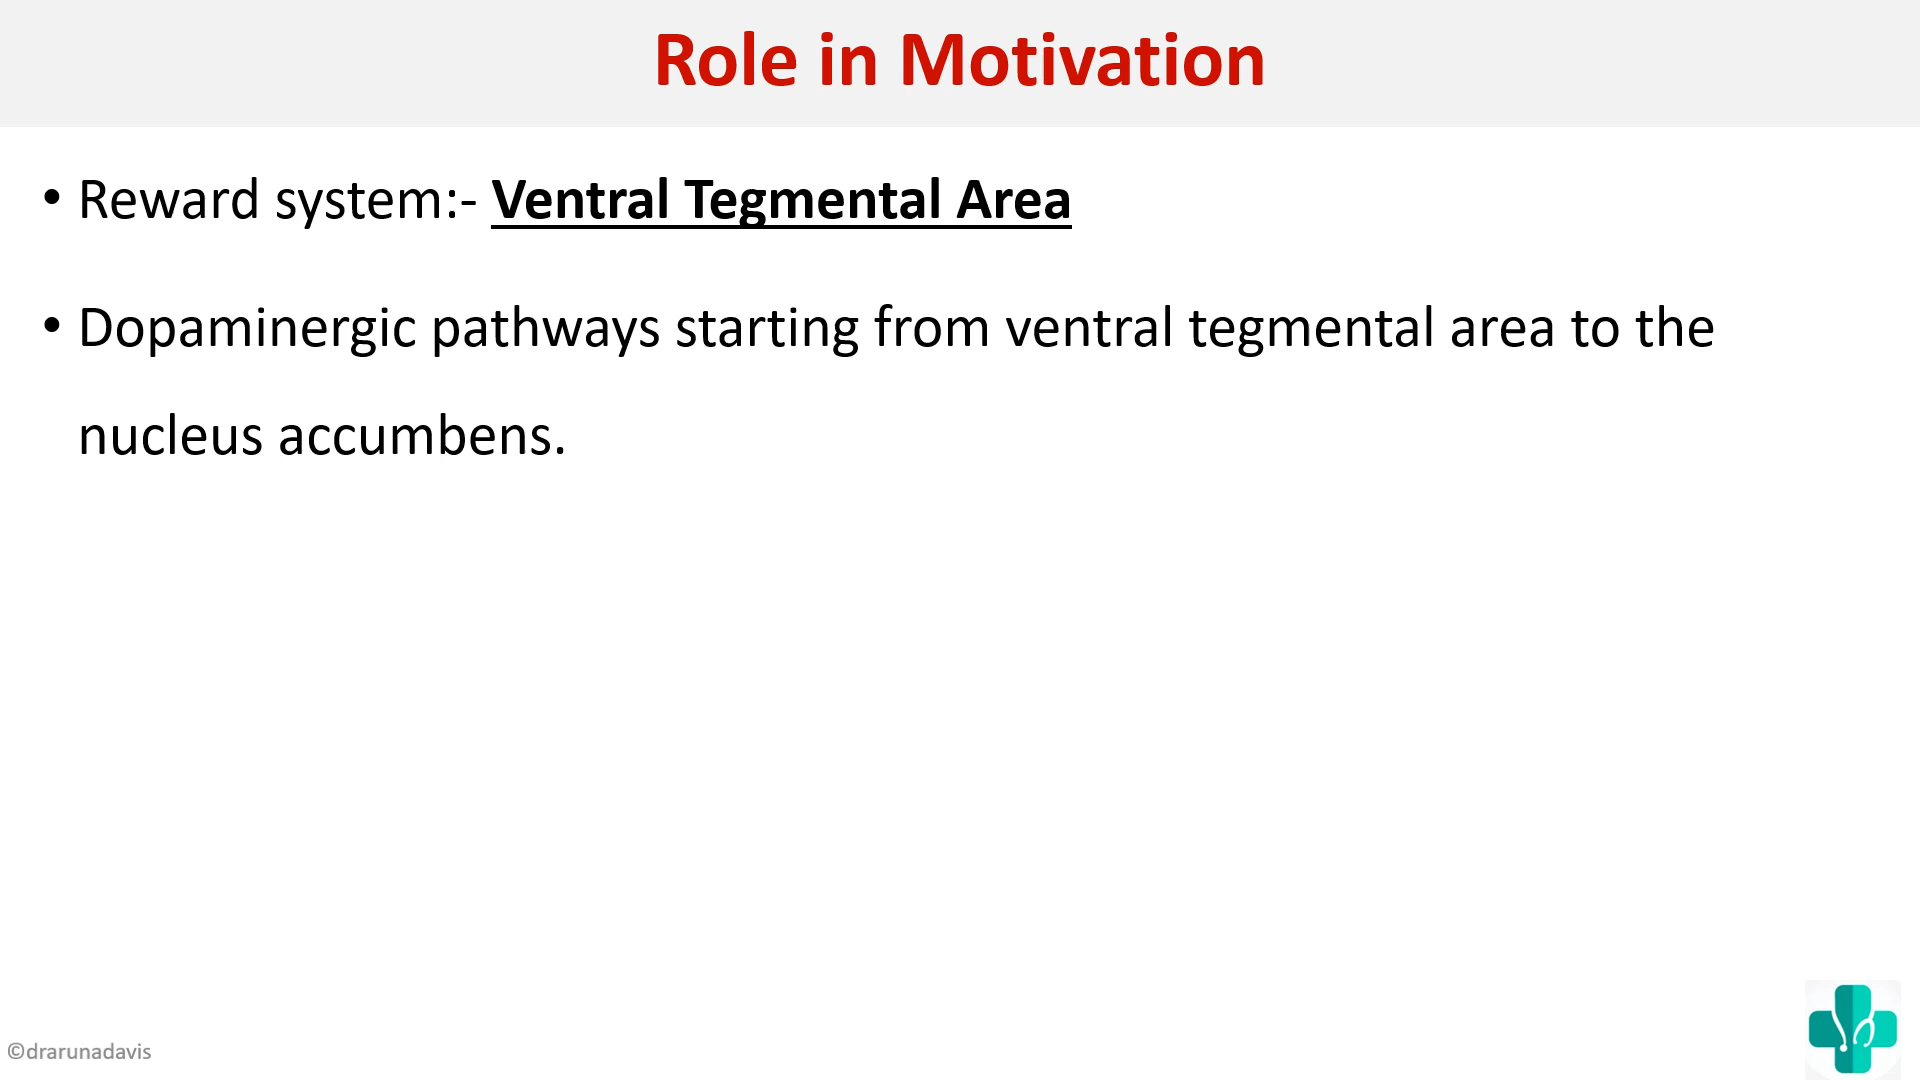 Role in Motivation
• Reward system:- Ventral Tegmental Area
• Dopaminergic pathways starting from ventral tegmental area to the
nucleus accumbens.
©drarunadavis